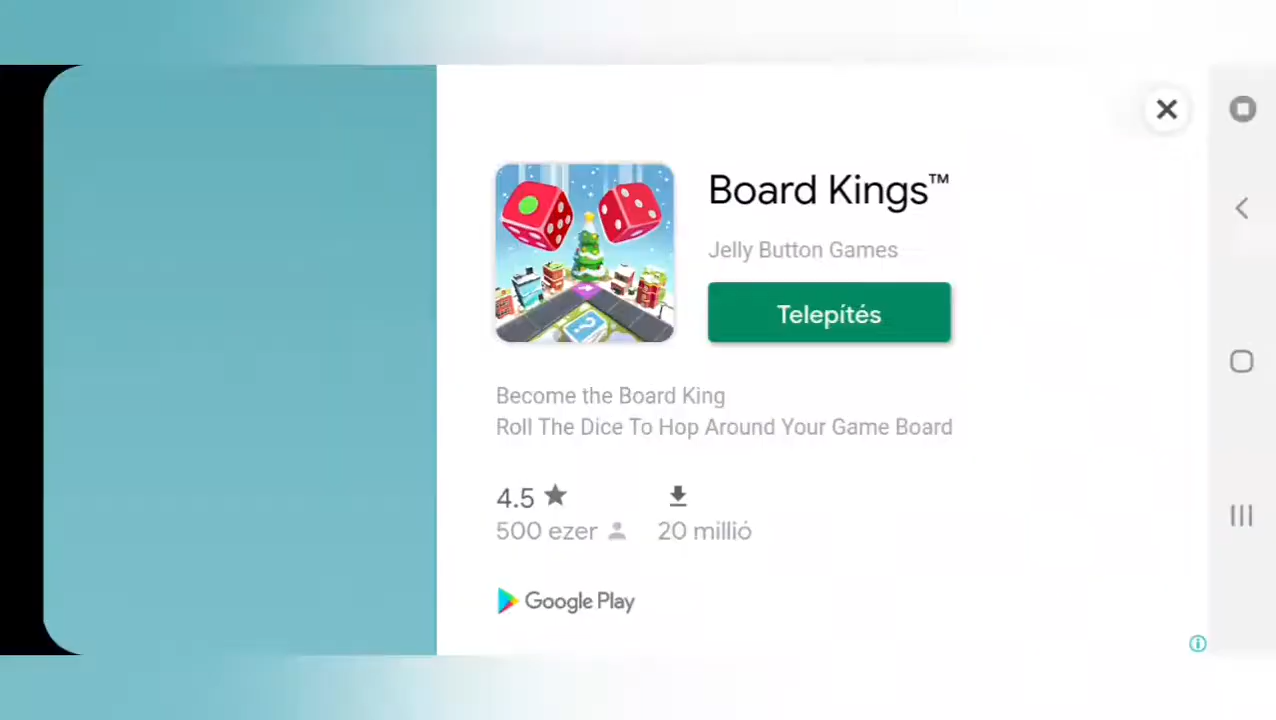 Board Kings™
Jelly Button Games
Telepítés
Become the Board King
Roll The Dice To Hop Around Your Game Board
4.5
500 ezer
20 millió
Google Play